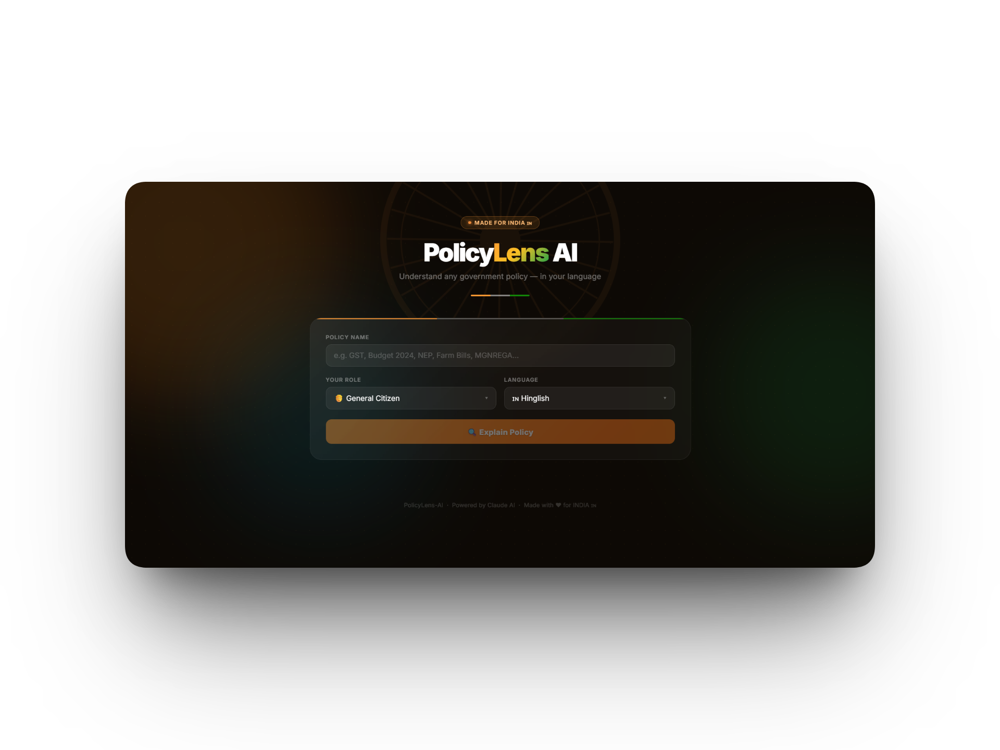 MADE FOR INDIA IN
PolicyLens AI
Understand any government policy — in your language
POLICY NAME
e.g. GST, Budget 2024, NEP, Farm Bills, MGNREGA...
YOUR ROLE
LANGUAGE
🧑 General Citizen
IN Hinglish
🔍 Explain Policy
PolicyLens-AI · Powered by Claude AI · Made with ♥ for INDIA IN